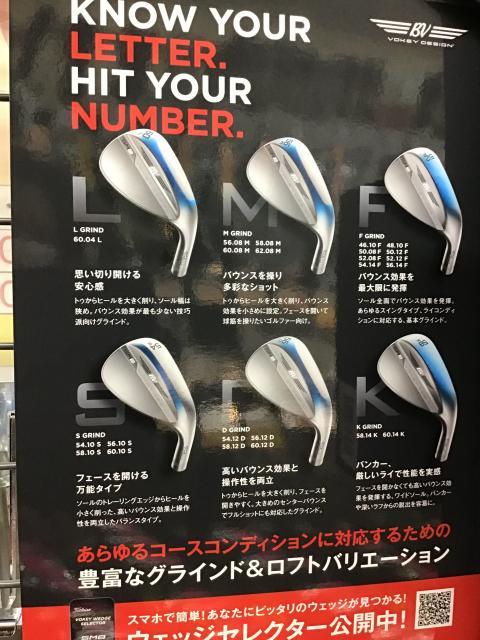 KNOW YOUR
LETTER.
HIT YOUR
NUMBER.
BV
VOKEY DESIGN
L
L GRIND
60.04 L
思い切り開ける
安心感
トゥからヒールを大きく削り、ソール幅は
狭め。バウンス効果が最も少ない技巧
派向けグラインド。
M
M GRIND
56.08 M 58.08 M
60.08 M 62.08 M
バウンスを操り
多彩なショット
トゥからヒールを大きく削り、バウンス
効果を小さめに設定。フェースを開いて
球筋を操りたいゴルファー向け。
F
F GRIND
46.10 F 48.10 F
50.08 F 50.12 F
52.08 F 52.12 F
54.14 F 56.14 F
バウンス効果を
最大限に発揮
ソール全面でバウンス効果を発揮。
あらゆるスイングタイプ、ライコンディ
ションに対応する、基本グラインド。
S
S GRIND
54.10 S 56.10 S
58.10 S 60.10 S
フェースを開ける
万能タイプ
ソールのトレーリングエッジからヒールを
小さく削った、高いバウンス効果と操作
性を両立したバランスタイプ。
D
D GRIND
54.12 D 56.12 D
58.12 D 60.12 D
高いバウンス効果と
操作性を両立
トゥからヒールを大きく削り、フェース
を開きやすく、大きめのセンターバウンス
でフルショットにも対応したグラインド。
K
K GRIND
58.14 K 60.14 K
バンカー、
厳しいライで性能を実感
フェースを開かなくても高いバウンス効
果を発揮する、ワイドソール。バンカー
や深いラフからの脱出を容易に。
あらゆるコースコンディションに対応するための
豊富なグラインド&ロフトバリエーション
Titleist
VOKEY WEDGE
SELECTOR
スマホで簡単!あなたにピッタリのウェッジが見つかる!
ウェッジセレクター公開中!